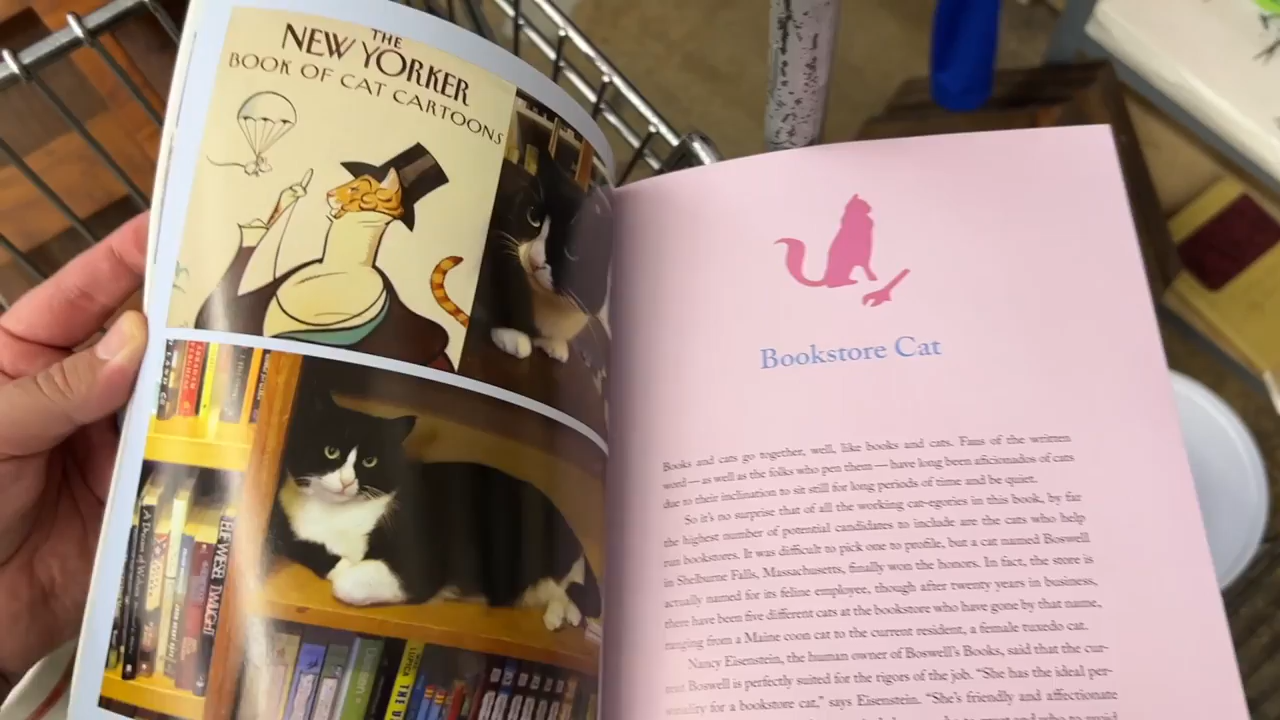 THE
NEW YORKER
BOOK OF CAT CARTOONS
LUPICA
Bookstore Cat
Books and cats go together, well, like books and cats. Fans of the written
word — as well as the folks who pen them — have long been aficionados of cats
due to their inclination to sit still for long periods of time and be quiet.
So it's no surprise that of all the working cat-egories in this book, by far
the highest number of potential candidates to include are the cats who help
run bookstores. It was difficult to pick one to profile, but a cat named Boswell
in Shelburne Falls, Massachusetts, finally won the honors. In fact, the store is
actually named for its feline employee, though after twenty years in business,
there have been five different cats at the bookstore who have gone by that name,
ranging from a Maine coon cat to the current resident, a female tuxedo cat.
Nancy Eisenstein, the human owner of Boswell's Books, said that the cur-
rent Boswell is perfectly suited for the rigors of the job. "She has the ideal per-
sonality for a bookstore cat," says Eisenstein. "She's friendly and affectionate